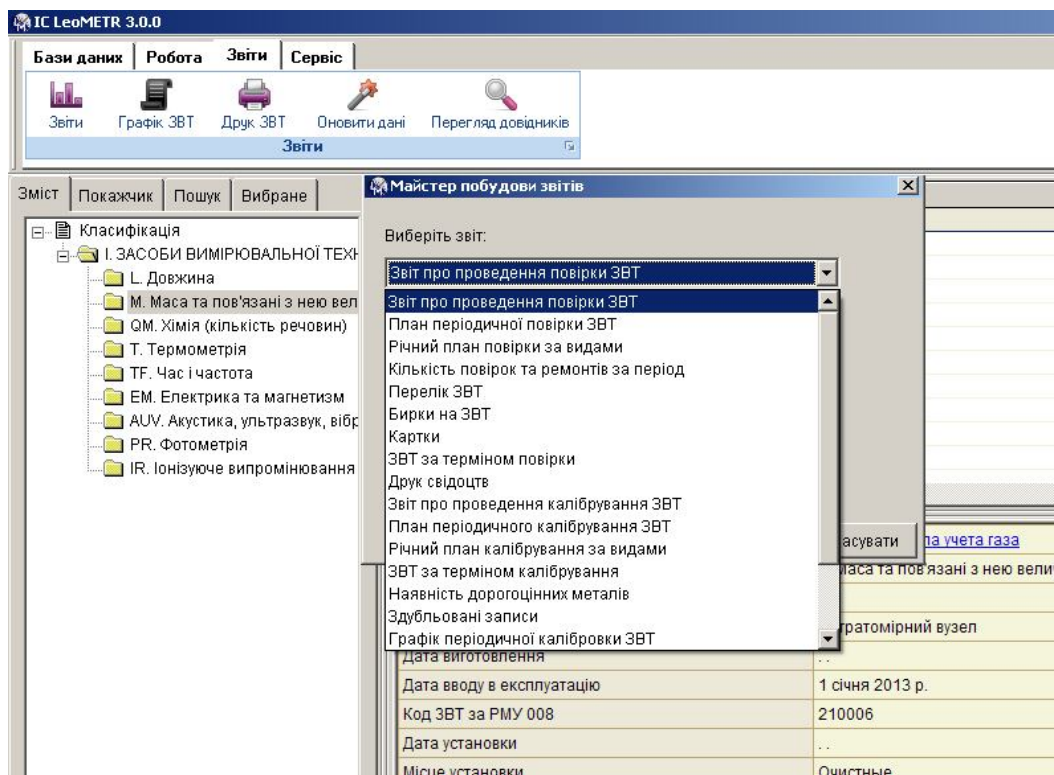 IC LeoMETR 3.0.0
Бази даних Робота Звіти Сервіс
Звіти Графік ЗВТ Друк ЗВТ Оновити дані Перегляд довідників
Звіти
Зміст Покажчик Пошук Вибране
Класифікація
І. ЗАСОБИ ВИМІРЮВАЛЬНОЇ ТЕХН
L. Довжина
M. Маса та пов'язані з нею вел
QM. Хімія (кількість речовин)
T. Термометрія
TF. Час і частота
EM. Електрика та магнетизм
AUV. Акустика, ультразвук, вібр
PR. Фотометрія
IR. Іонізуюче випромінювання
Майстер побудови звітів
Виберіть звіт:
Звіт про проведення повірки ЗВТ
Звіт про проведення повірки ЗВТ
План періодичної повірки ЗВТ
Річний план повірки за видами
Кількість повірок та ремонтів за період
Перелік ЗВТ
Бирки на ЗВТ
Картки
ЗВТ за терміном повірки
Друк свідоцтв
Звіт про проведення калібрування ЗВТ
План періодичного калібрування ЗВТ
Річний план калібрування за видами
ЗВТ за терміном калібрування
Наявність дорогоцінних металів
Здубльовані записи
Графік періодичної калібровки ЗВТ
асувати
ла учета газа
Маса та пов'язані з нею вели
тратомірний вузел
Дата виготовлення . .
Дата вводу в експлуатацію 1 січня 2013 р.
Код ЗВТ за РМУ 008 210006
Дата установки . .
Місце установки Очистные